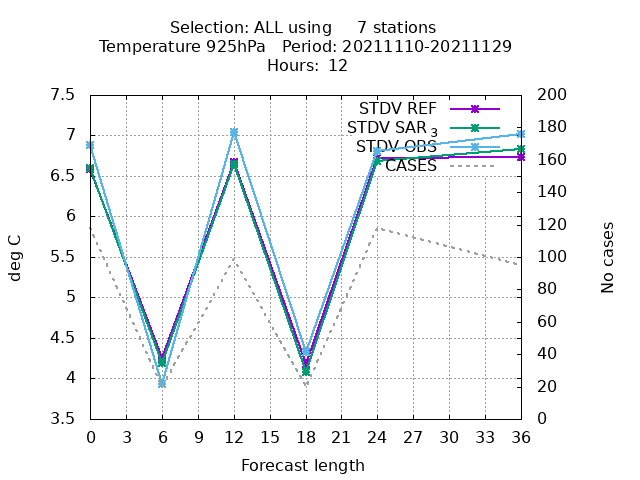 Selection: ALL using     7 stations
Temperature 925hPa   Period: 20211110-20211129
Hours:  12
7.5
7
6.5
6
5.5
5
4.5
4
3.5
200
180
160
140
120
100
80
60
40
20
0
deg C
No cases
STDV REF
STDV SAR3
STDV OBS
CASES
0 3 6 9 12 15 18 21 24 27 30 33 36
Forecast length